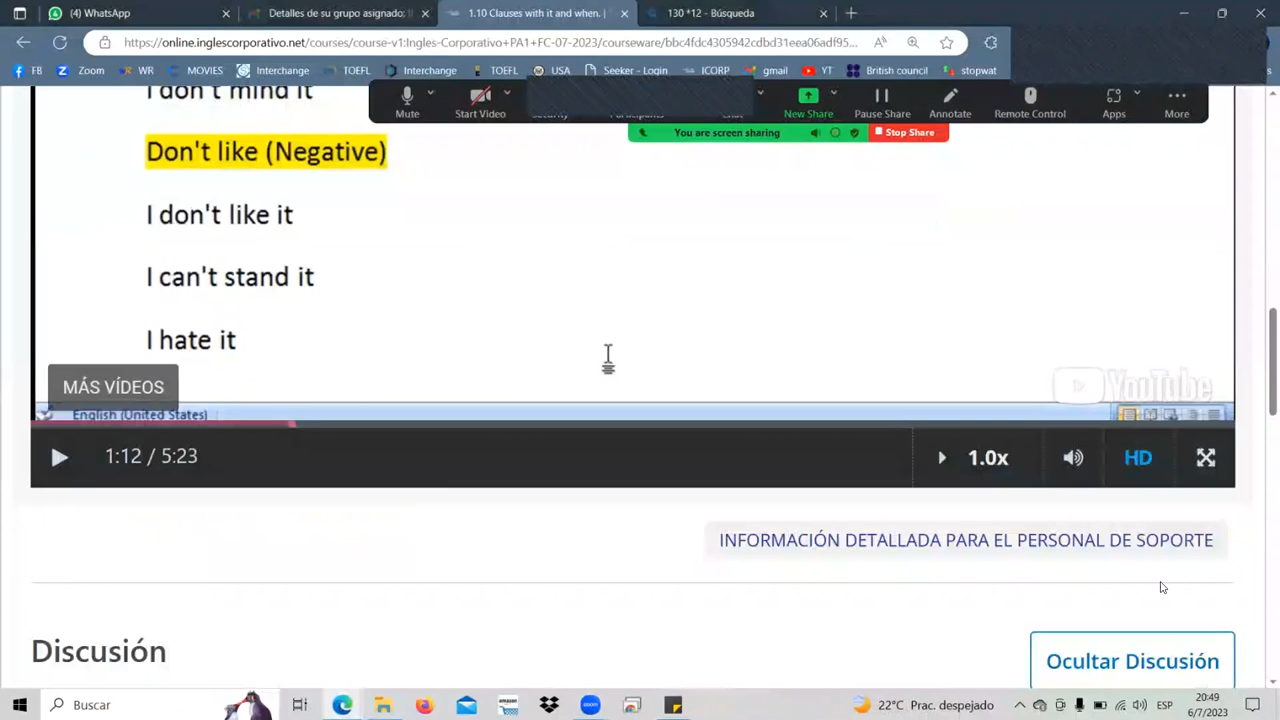 (4) WhatsApp
Detalles de su grupo asignado:
1.10 Clauses with it and when. |
130 *12 - Búsqueda
https://online.inglescorporativo.net/courses/course-v1:Ingles-Corporativo+PA1+FC-07-2023/courseware/bbc4fdc4305942cdbd31eea06adf95...
FB Zoom WR MOVIES Interchange TOEFL Interchange TOEFL USA Seeker - Login ICORP gmail YT British council stopwat
I don't mind it
Mute Start Video New Share Pause Share Annotate Remote Control Apps More
You are screen sharing Stop Share
Don't like (Negative)
I don't like it
I can't stand it
I hate it
MÁS VÍDEOS
YouTube
English (United States)
1:12 / 5:23 1.0x HD
INFORMACIÓN DETALLADA PARA EL PERSONAL DE SOPORTE
Discusión
Ocultar Discusión
Buscar
amazon
zoom
22°C Prac. despejado
ESP
20:49
6/7/2023